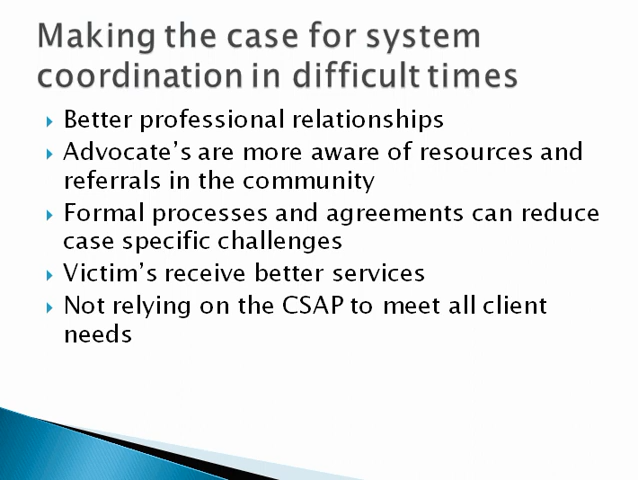 Making the case for system
coordination in difficult times
Better professional relationships
Advocate's are more aware of resources and
referrals in the community
Formal processes and agreements can reduce
case specific challenges
Victim's receive better services
Not relying on the CSAP to meet all client
needs